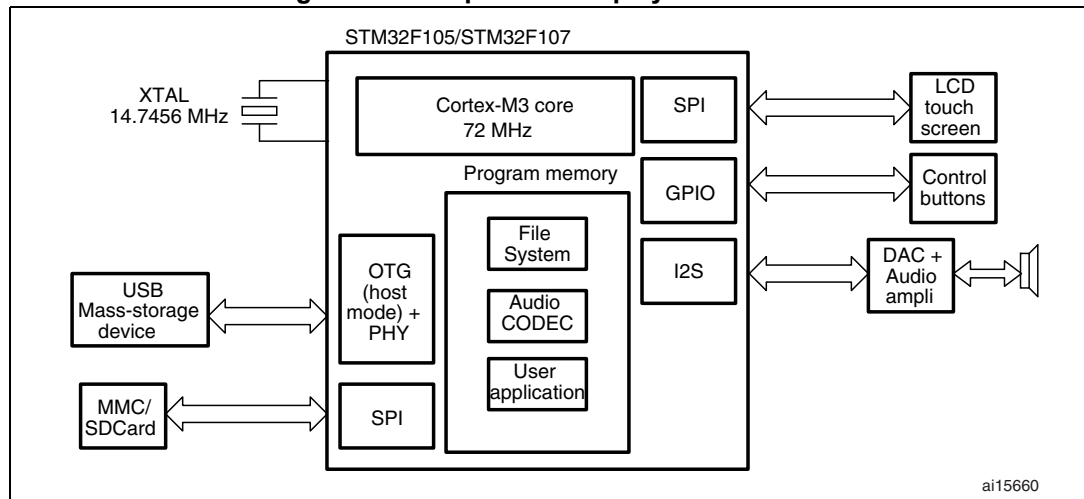 STM32F105/STM32F107
XTAL
14.7456 MHz
Cortex-M3 core
72 MHz
SPI
LCD
touch
screen
Program memory
GPIO
Control
buttons
File
System
OTG
(host
mode) +
PHY
I2S
DAC +
Audio
ampli
USB
Mass-storage
device
Audio
CODEC
User
application
MMC/
SDCard
SPI
ai15660